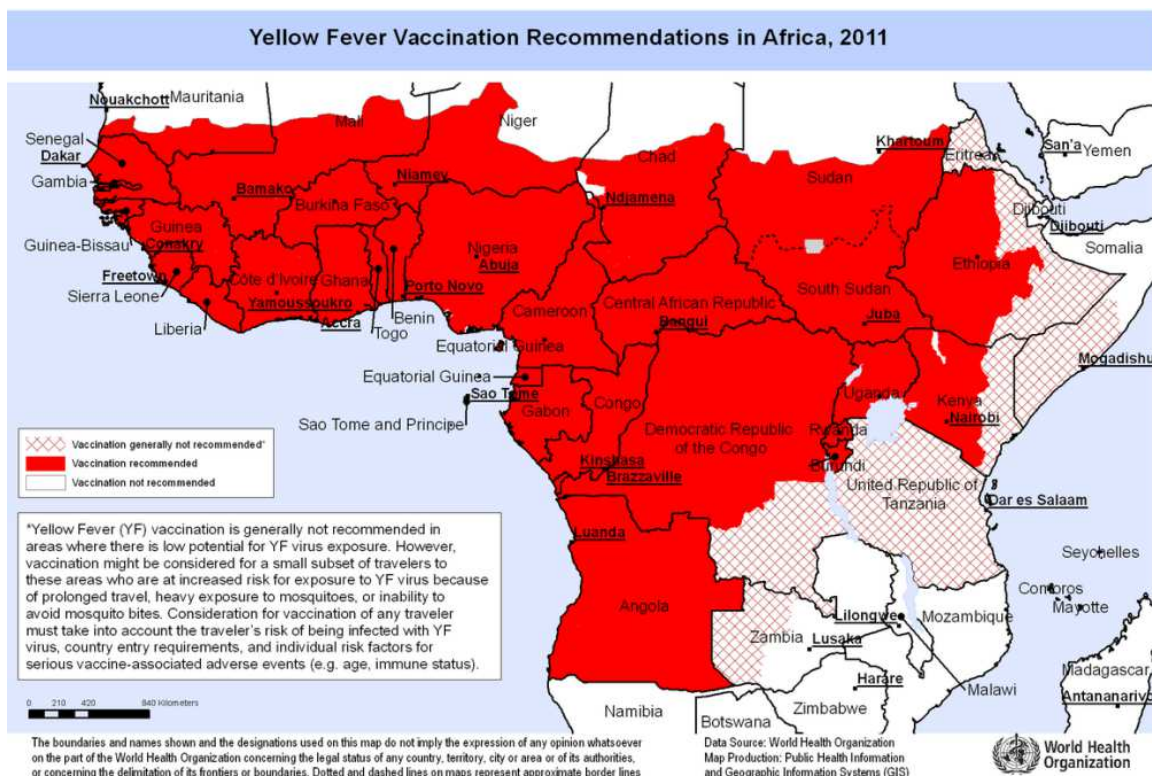 Yellow Fever Vaccination Recommendations in Africa, 2011
Nouakchott
Mauritania
Mali
Niger
Chad
Khartoum
Sudan
Eritrea
San'a
Yemen
Senegal
Dakar
Gambia
Bamako
Niamey
Burkina Faso
Ndjamena
Djibouti
Djibouti
Guinea
Conakry
Guinea-Bissau
Nigeria
Abuja
Ethiopia
Somalia
Freetown
Sierra Leone
Côte d'Ivoire
Ghana
Yamoussoukro
Porto Novo
Central African Republic
South Sudan
Liberia
Accra
Togo
Benin
Cameroon
Bangui
Juba
Equatorial Guinea
Mogadishu
Equatorial Guinea
Sao Tome
Gabon
Congo
Uganda
Kenya
Nairobi
Sao Tome and Principe
Democratic Republic
of the Congo
Rwanda
Burundi
Kinshasa
Brazzaville
United Republic of
Tanzania
Dar es Salaam
Luanda
Seychelles
Angola
Comoros
Mayotte
Lilongwe
Mozambique
Zambia
Lusaka
Madagascar
Harare
Malawi
Antananarivo
Namibia
Zimbabwe
Botswana
Vaccination generally not recommended*
Vaccination recommended
Vaccination not recommended
*Yellow Fever (YF) vaccination is generally not recommended in
areas where there is low potential for YF virus exposure. However,
vaccination might be considered for a small subset of travelers to
these areas who are at increased risk for exposure to YF virus because
of prolonged travel, heavy exposure to mosquitoes, or inability to
avoid mosquito bites. Consideration for vaccination of any traveler
must take into account the traveler's risk of being infected with YF
virus, country entry requirements, and individual risk factors for
serious vaccine-associated adverse events (e.g. age, immune status).
0 210 420 840 Kilometers
The boundaries and names shown and the designations used on this map do not imply the expression of any opinion whatsoever
on the part of the World Health Organization concerning the legal status of any country, territory, city or area or of its authorities,
or concerning the delimitation of its frontiers or boundaries. Dotted and dashed lines on maps represent approximate border lines
Data Source: World Health Organization
Map Production: Public Health Information
and Geographic Information Systems (GIS)
World Health
Organization